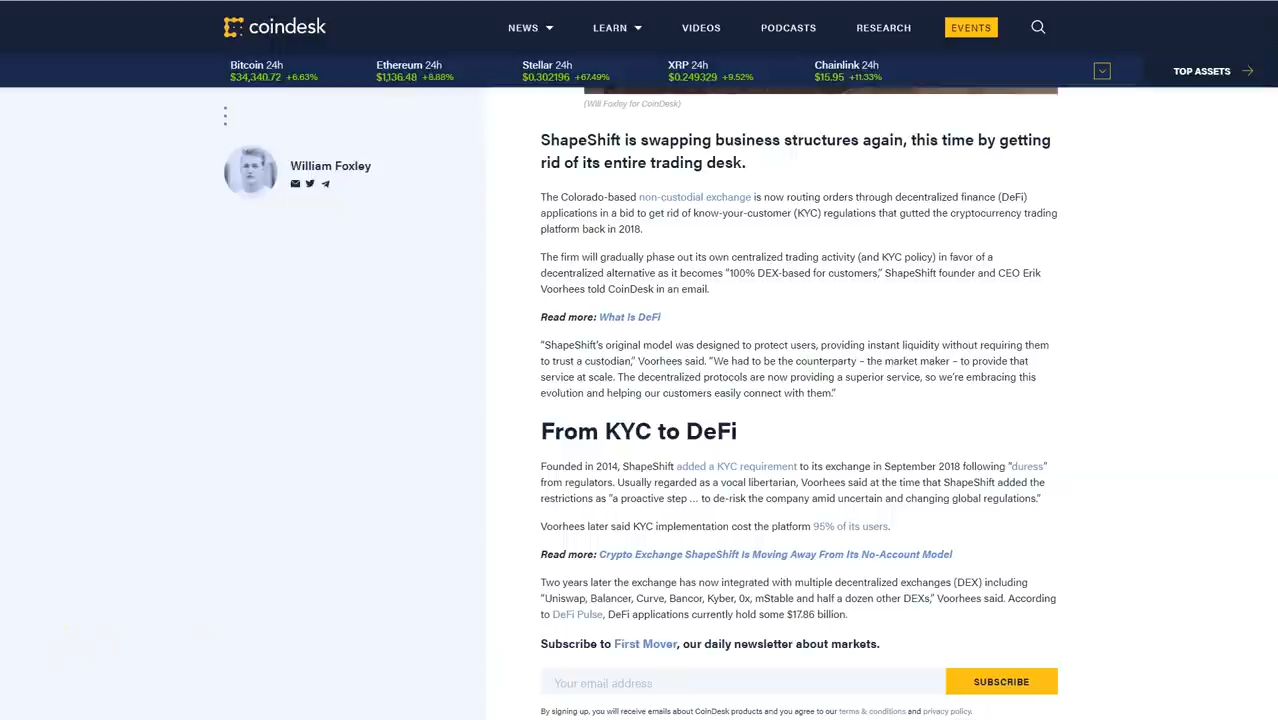 coindesk
NEWS LEARN VIDEOS PODCASTS RESEARCH EVENTS
Bitcoin 24h Ethereum 24h Stellar 24h XRP 24h Chainlink 24h
$34,340.72 +6.63% $1,136.48 +8.88% $0.302196 +67.49% $0.249329 +9.52% $15.95 +11.33%
TOP ASSETS
(Will Foxley for CoinDesk)
William Foxley
ShapeShift is swapping business structures again, this time by getting
rid of its entire trading desk.
The Colorado-based non-custodial exchange is now routing orders through decentralized finance (DeFi)
applications in a bid to get rid of know-your-customer (KYC) regulations that gutted the cryptocurrency trading
platform back in 2018.
The firm will gradually phase out its own centralized trading activity (and KYC policy) in favor of a
decentralized alternative as it becomes “100% DEX-based for customers,” ShapeShift founder and CEO Erik
Voorhees told CoinDesk in an email.
Read more: What Is DeFi
“ShapeShift’s original model was designed to protect users, providing instant liquidity without requiring them
to trust a custodian,” Voorhees said. “We had to be the counterparty – the market maker – to provide that
service at scale. The decentralized protocols are now providing a superior service, so we’re embracing this
evolution and helping our customers easily connect with them.”
From KYC to DeFi
Founded in 2014, ShapeShift added a KYC requirement to its exchange in September 2018 following “duress”
from regulators. Usually regarded as a vocal libertarian, Voorhees said at the time that ShapeShift added the
restrictions as “a proactive step … to de-risk the company amid uncertain and changing global regulations.”
Voorhees later said KYC implementation cost the platform 95% of its users.
Read more: Crypto Exchange ShapeShift Is Moving Away From Its No-Account Model
Two years later the exchange has now integrated with multiple decentralized exchanges (DEX) including
“Uniswap, Balancer, Curve, Bancor, Kyber, 0x, mStable and half a dozen other DEXs,” Voorhees said. According
to DeFi Pulse, DeFi applications currently hold some $17.86 billion.
Subscribe to First Mover, our daily newsletter about markets.
Your email address
SUBSCRIBE
By signing up, you will receive emails about CoinDesk products and you agree to our terms & conditions and privacy policy.